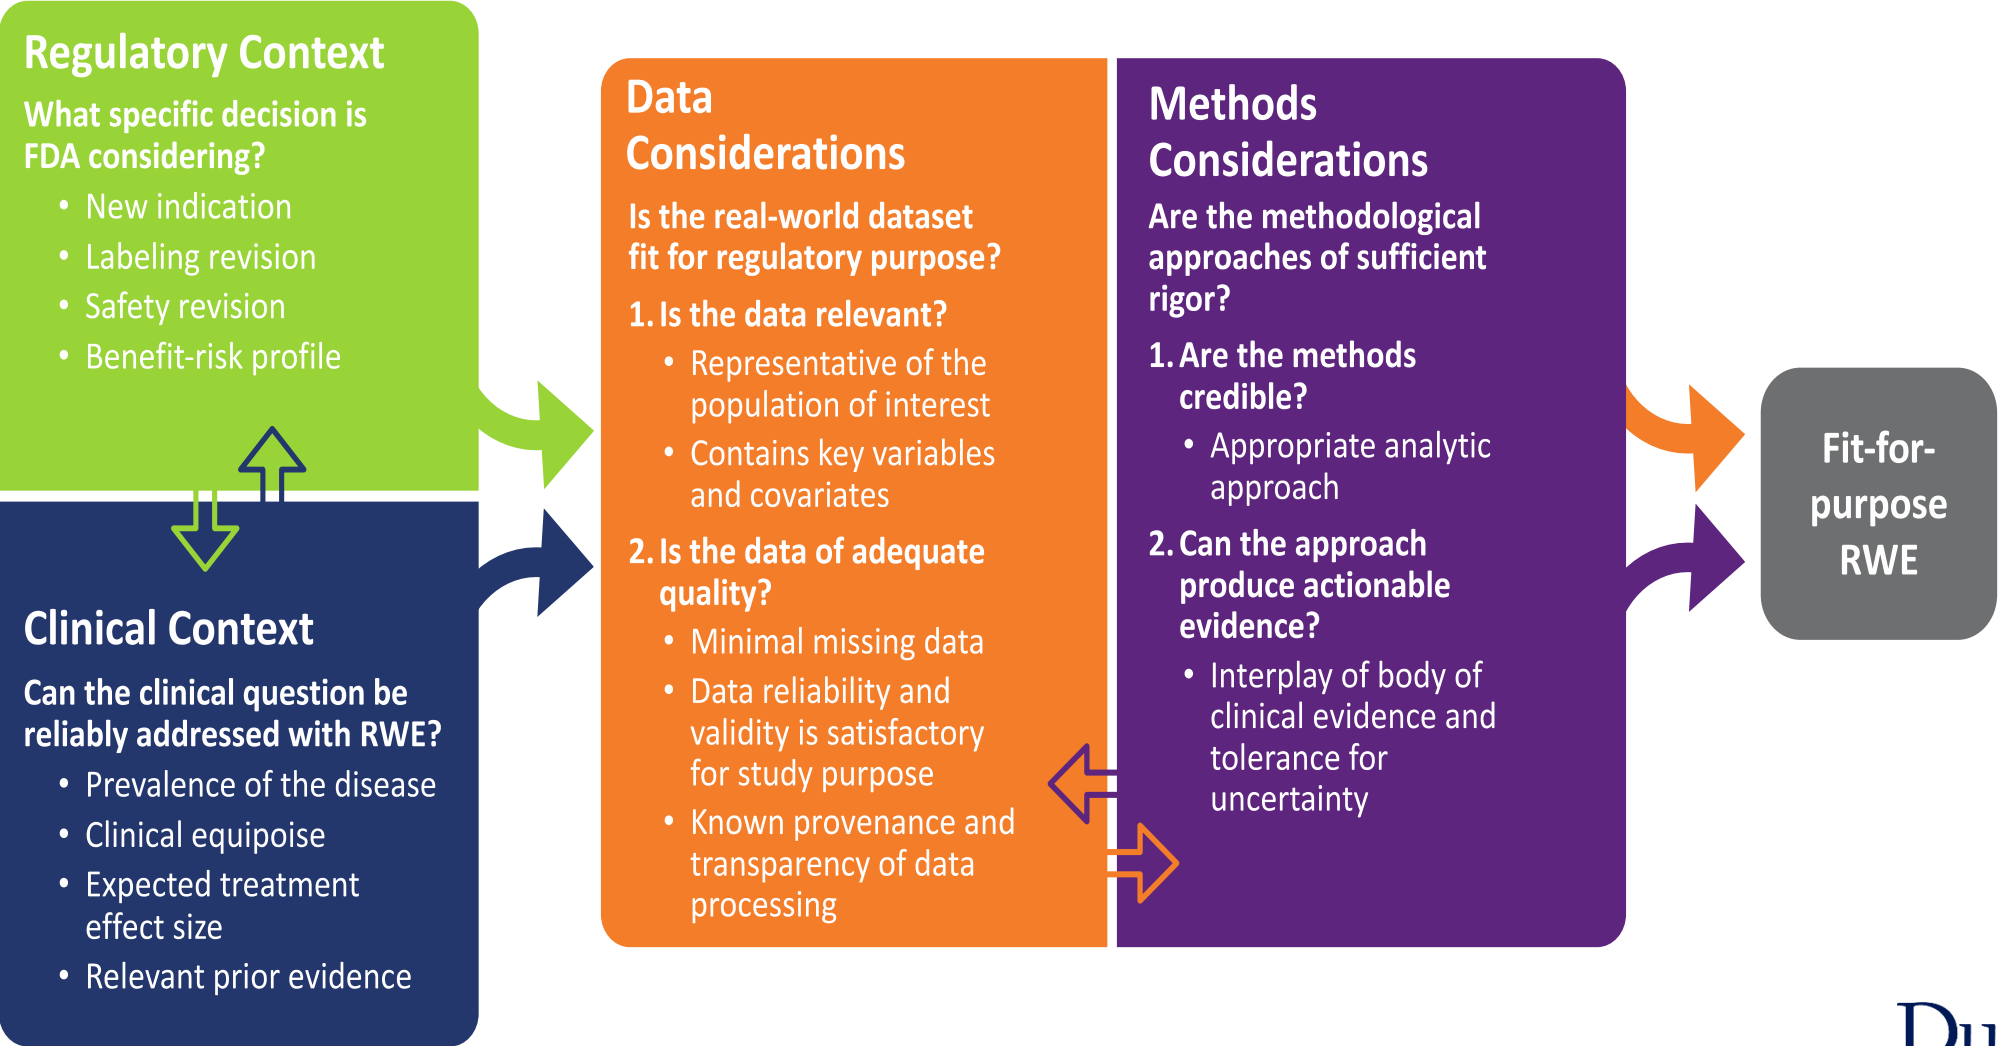 Regulatory Context
What specific decision is
FDA considering?
• New indication
• Labeling revision
• Safety revision
• Benefit-risk profile
Clinical Context
Can the clinical question be
reliably addressed with RWE?
• Prevalence of the disease
• Clinical equipoise
• Expected treatment
effect size
• Relevant prior evidence
Data
Considerations
Is the real-world dataset
fit for regulatory purpose?
1. Is the data relevant?
• Representative of the
population of interest
• Contains key variables
and covariates
2. Is the data of adequate
quality?
• Minimal missing data
• Data reliability and
validity is satisfactory
for study purpose
• Known provenance and
transparency of data
processing
Methods
Considerations
Are the methodological
approaches of sufficient
rigor?
1. Are the methods
credible?
• Appropriate analytic
approach
2. Can the approach
produce actionable
evidence?
• Interplay of body of
clinical evidence and
tolerance for
uncertainty
Fit-for-
purpose
RWE